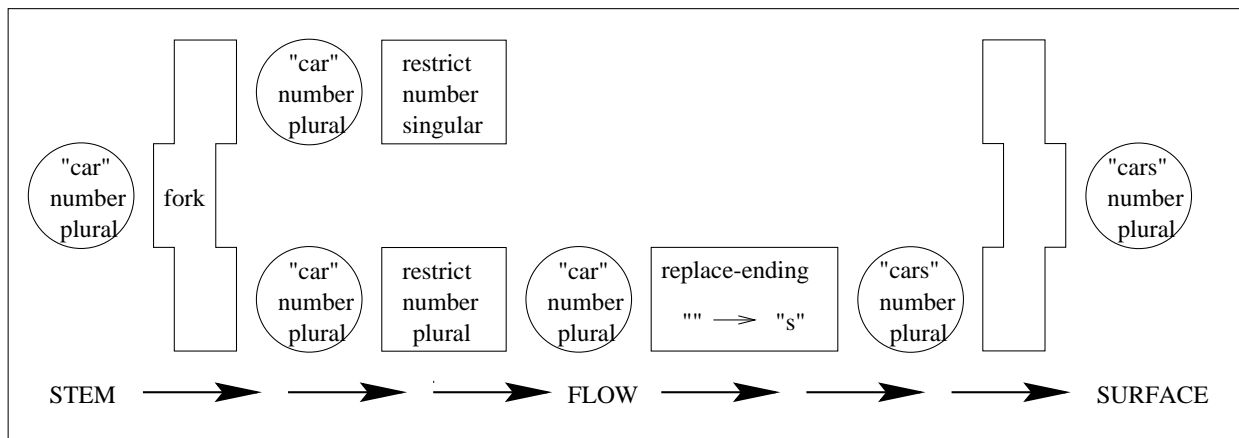 "car"
number
plural
fork
"car"
number
plural
restrict
number
singular
"car"
number
plural
restrict
number
plural
"car"
number
plural
replace-ending
"" "s"
"cars"
number
plural
"cars"
number
plural
STEM FLOW SURFACE